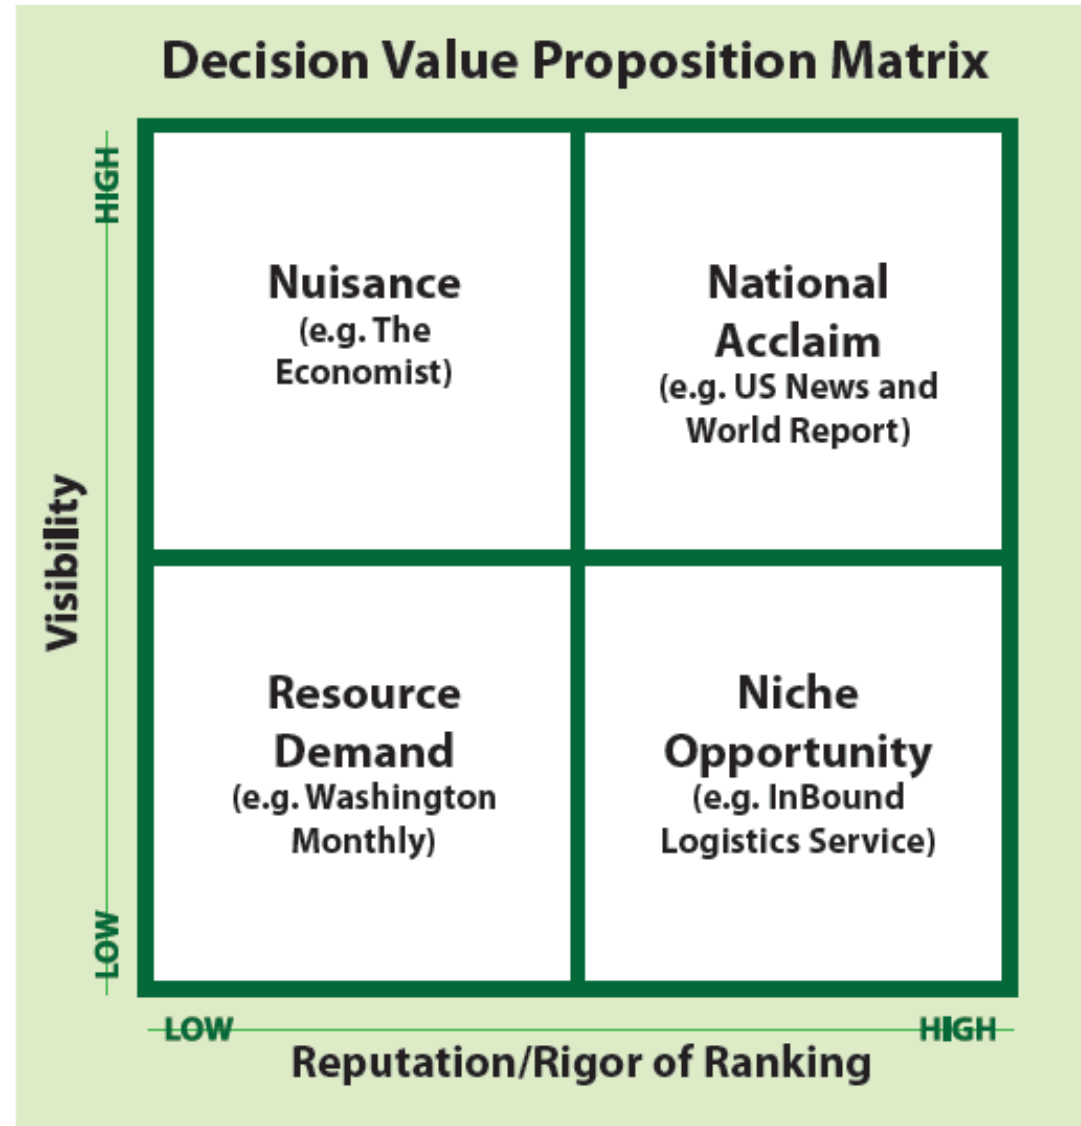 Decision Value Proposition Matrix
HIGH
Nuisance
(e.g. The
Economist)
National
Acclaim
(e.g. US News and
World Report)
Visibility
Resource
Demand
(e.g. Washington
Monthly)
Niche
Opportunity
(e.g. InBound
Logistics Service)
LOW
LOW
HIGH
Reputation/Rigor of Ranking